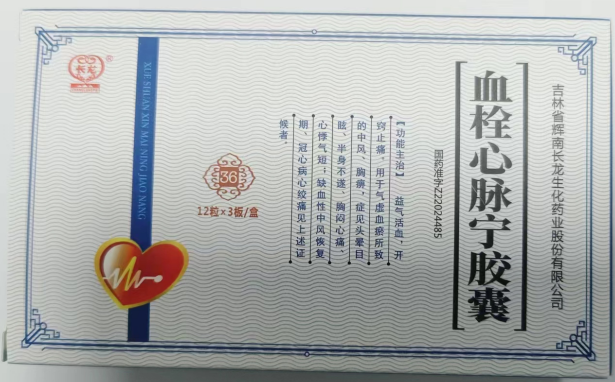 吉林省辉南长龙生化药业股份有限公司
血栓心脉宁胶囊
国药准字Z22024485
【功能主治】 益气活血，开
窍止痛。用于气虚血瘀所致
的中风、胸痹，症见头晕目
眩、半身不遂、胸闷心痛、
心悸气短；缺血性中风恢复
期、冠心病心绞痛见上述证
候者。
36
12粒×3板/盒
XUE SHUAN XIN MAI NING JIAO NANG
长龙
®